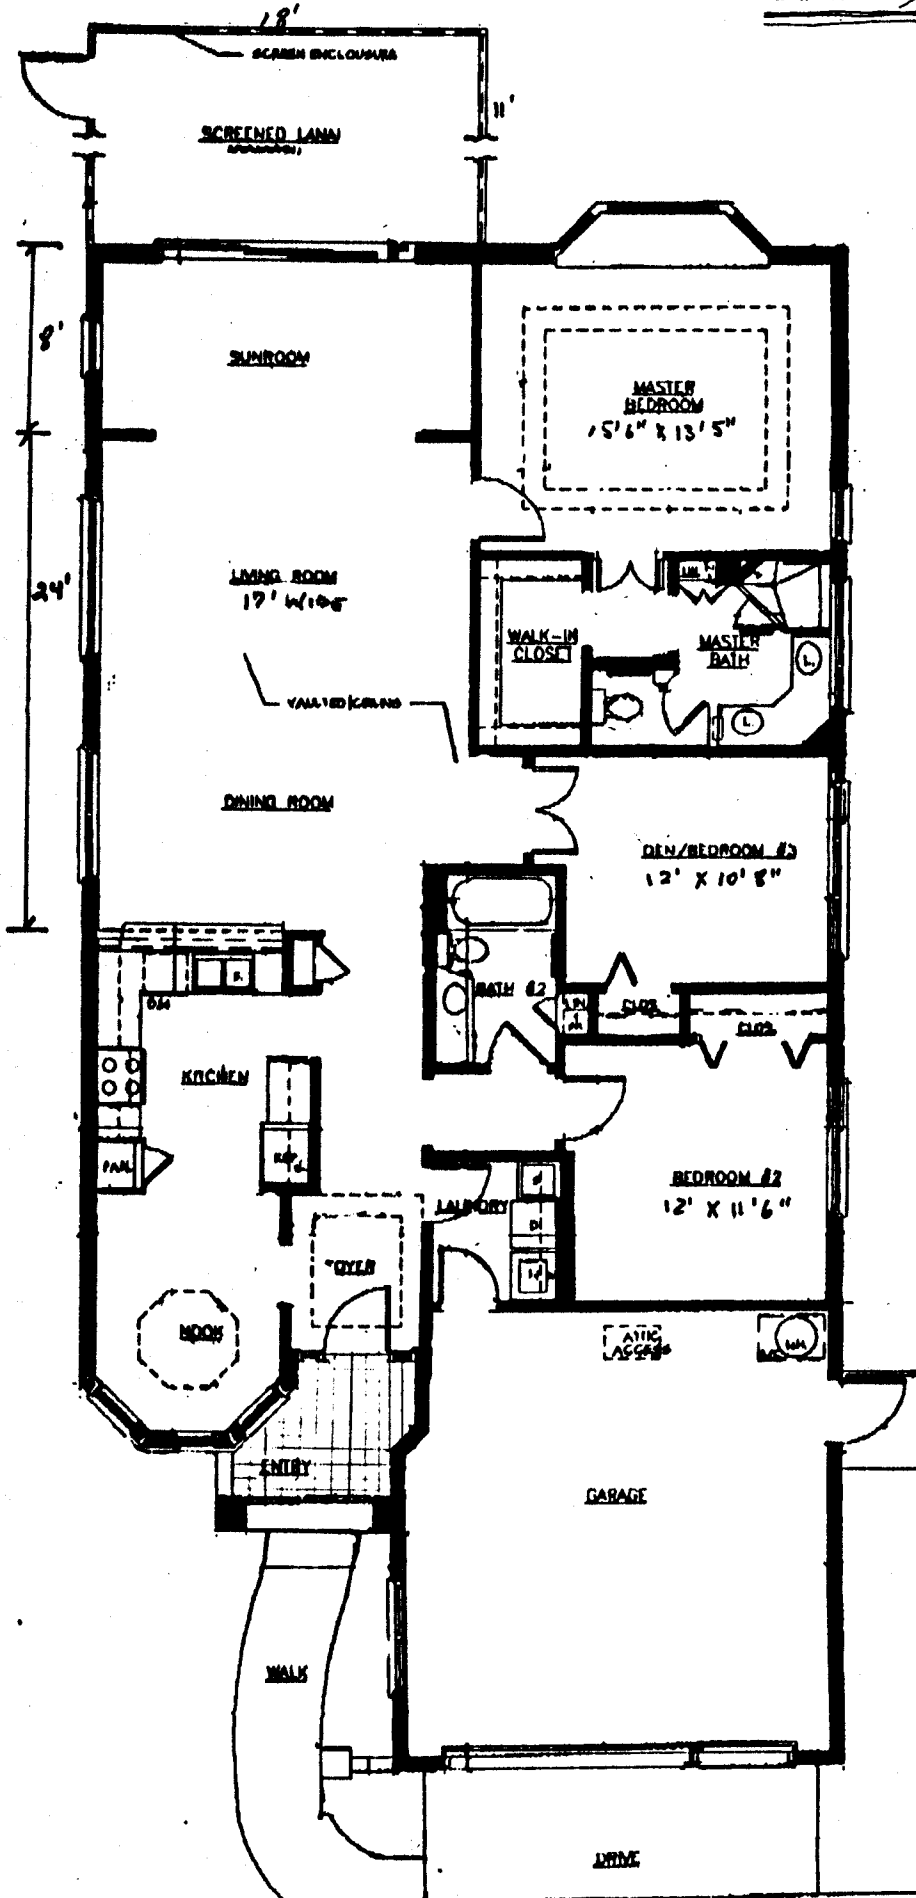 18'
SCREEN ENCLOSURE
11'
SCREENED LANAI
8'
SUNROOM
MASTER
BEDROOM
15'6" X 13'5"
24'
LIVING ROOM
17' WIDE
LIN.
WALK-IN
CLOSET
MASTER
BATH
L.
L.
VAULTED CEILING
DINING ROOM
DEN/BEDROOM #3
12' X 10'8"
BATH #2
DW
LIN
CLOS.
CLOS.
KITCHEN
PAN.
REF
BEDROOM #2
12' X 11'6"
LAUNDRY
W
D
FOYER
NOOK
ATTIC
ACCESS
WH
ENTRY
GARAGE
WALK
DRIVE